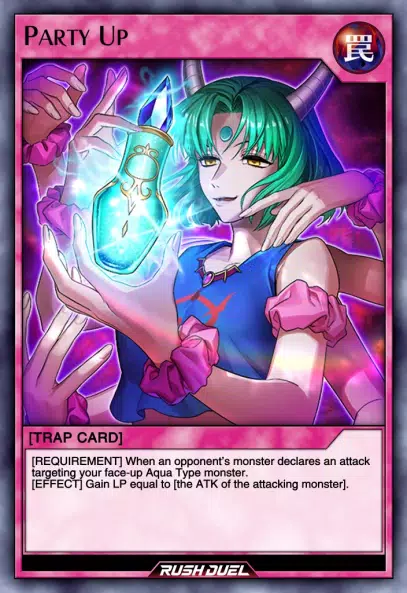 PARTY UP
罠
[TRAP CARD]
[REQUIREMENT] When an opponent's monster declares an attack
targeting your face-up Aqua Type monster.
[EFFECT] Gain LP equal to [the ATK of the attacking monster].
RUSH DUEL